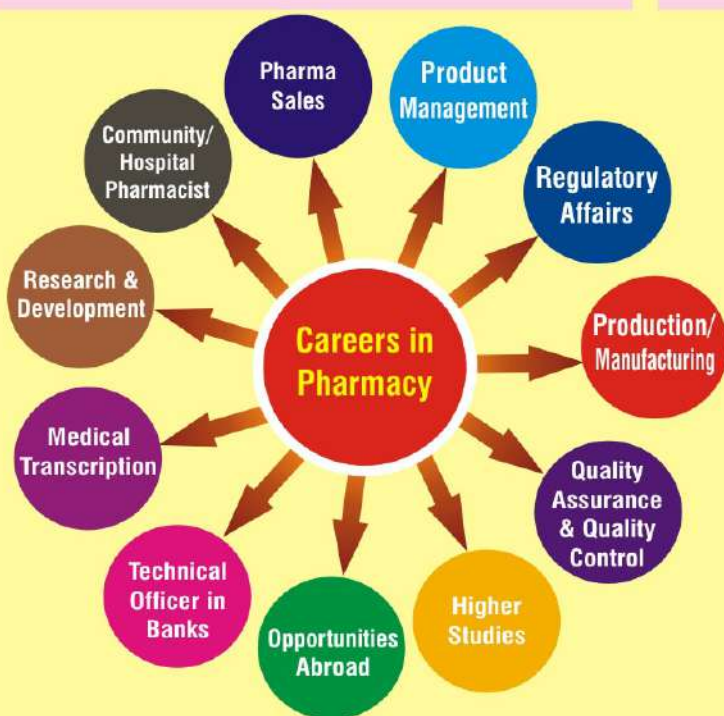 Careers in
Pharmacy
Pharma
Sales
Product
Management
Regulatory
Affairs
Production/
Manufacturing
Quality
Assurance
& Quality
Control
Higher
Studies
Opportunities
Abroad
Technical
Officer in
Banks
Medical
Transcription
Research &
Development
Community/
Hospital
Pharmacist